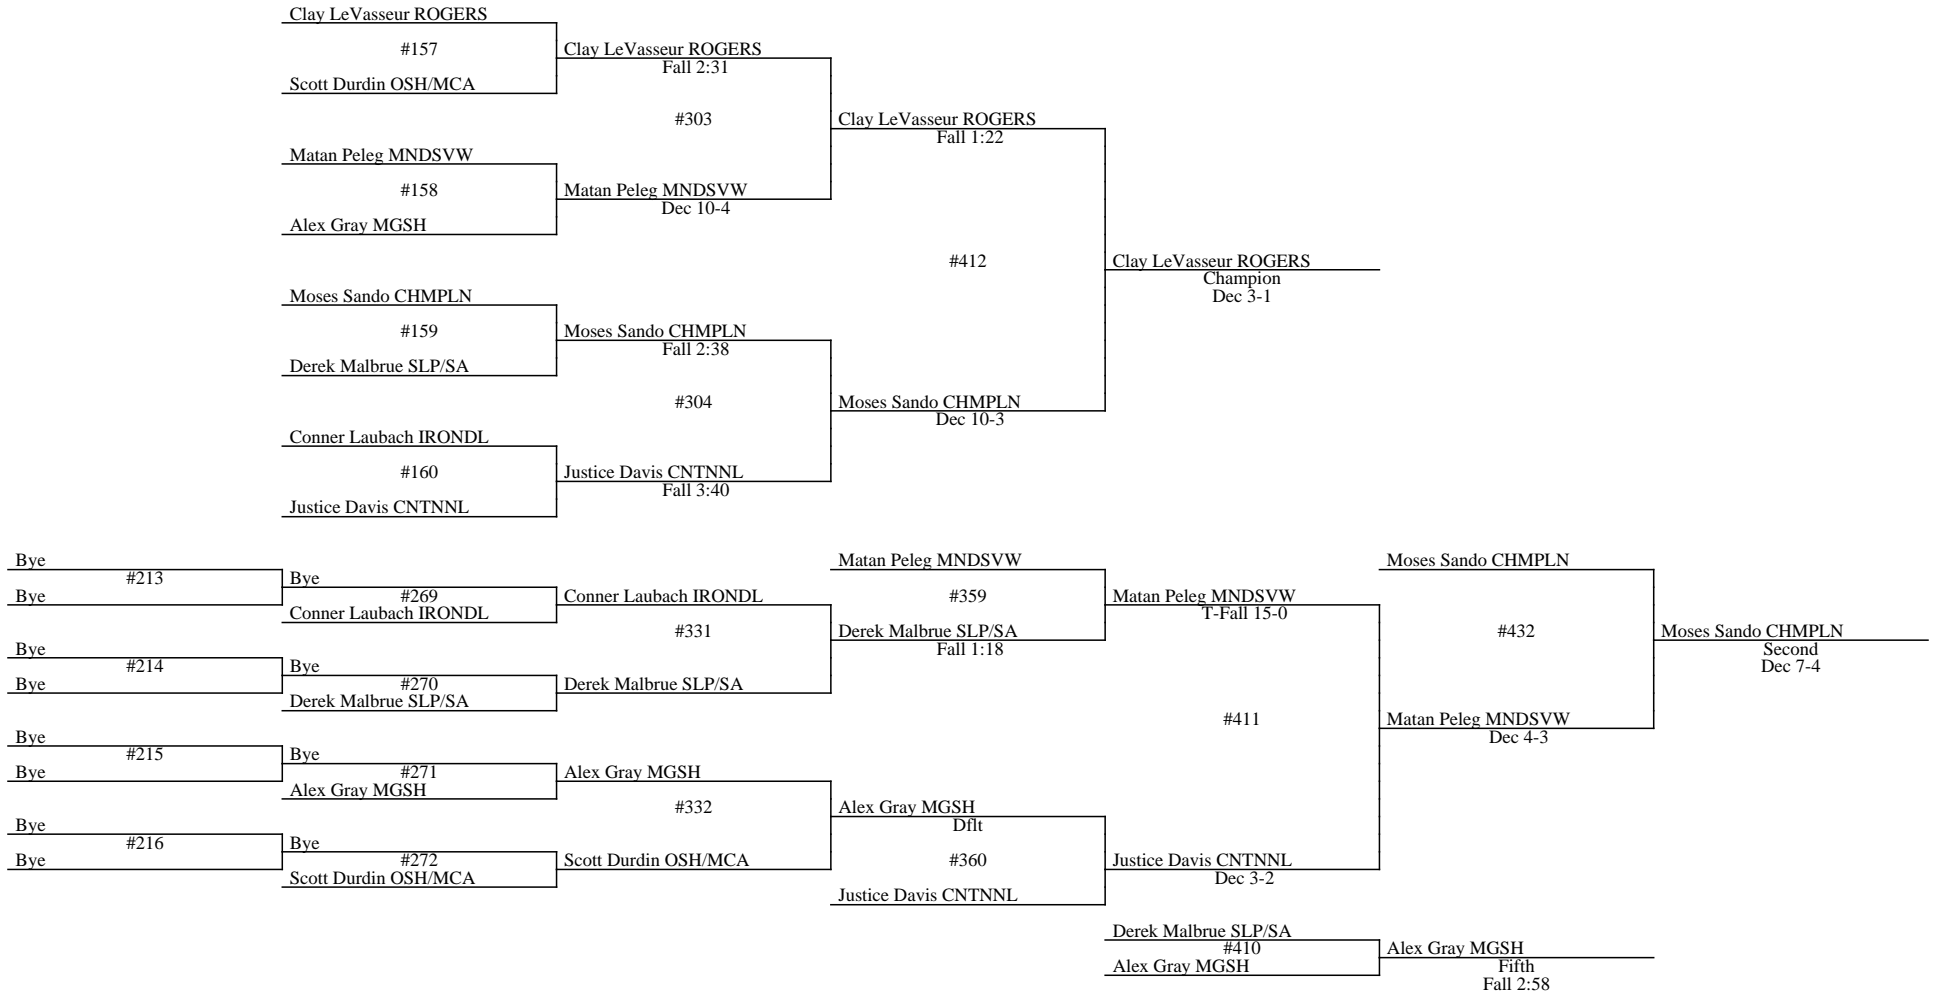 Clay LeVasseur ROGERS
#157
Scott Durdin OSH/MCA
Clay LeVasseur ROGERS
Fall 2:31
#303
Matan Peleg MNDSVW
#158
Alex Gray MGSH
Matan Peleg MNDSVW
Dec 10-4
Clay LeVasseur ROGERS
Fall 1:22
#412
Clay LeVasseur ROGERS
Champion
Dec 3-1
Moses Sando CHMPLN
#159
Derek Malbrue SLP/SA
Moses Sando CHMPLN
Fall 2:38
#304
Conner Laubach IRONDL
#160
Justice Davis CNTNNL
Justice Davis CNTNNL
Fall 3:40
Moses Sando CHMPLN
Dec 10-3
Bye
#213
Bye
Bye
#269
Conner Laubach IRONDL
Conner Laubach IRONDL
#331
Bye
#214
Bye
Bye
#270
Derek Malbrue SLP/SA
Derek Malbrue SLP/SA
Matan Peleg MNDSVW
#359
Derek Malbrue SLP/SA
Fall 1:18
Matan Peleg MNDSVW
T-Fall 15-0
#411
Bye
#215
Bye
Bye
#271
Alex Gray MGSH
Alex Gray MGSH
#332
Bye
#216
Bye
Bye
#272
Scott Durdin OSH/MCA
Scott Durdin OSH/MCA
Alex Gray MGSH
Dflt
#360
Justice Davis CNTNNL
Justice Davis CNTNNL
Dec 3-2
Moses Sando CHMPLN
#432
Matan Peleg MNDSVW
Dec 4-3
Moses Sando CHMPLN
Second
Dec 7-4
Derek Malbrue SLP/SA
#410
Alex Gray MGSH
Alex Gray MGSH
Fifth
Fall 2:58